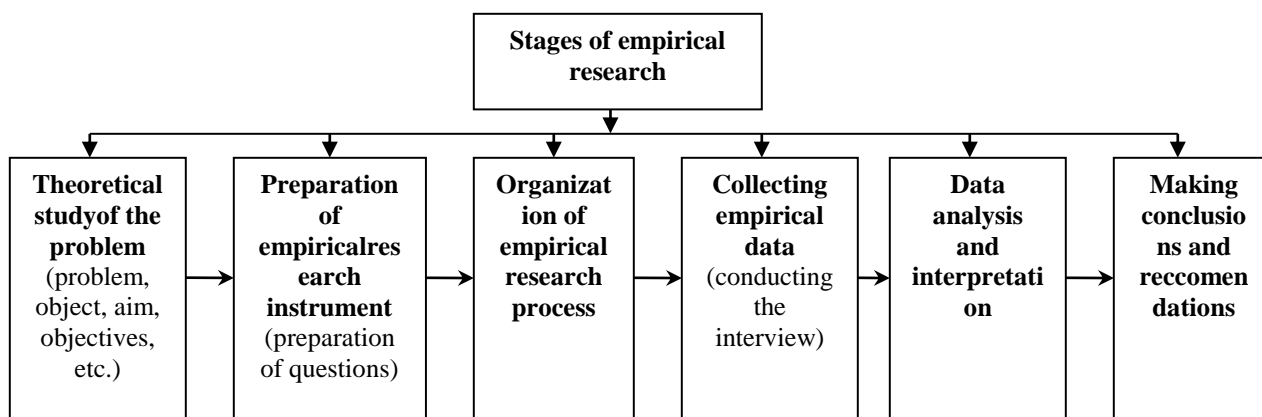 Stages of empirical
research
Theoretical
studyof the
problem
(problem,
object, aim,
objectives,
etc.)
Preparation
of
empiricalres
earch
instrument
(preparation
of questions)
Organizat
ion of
empirical
research
process
Collecting
empirical
data
(conducting
the
interview)
Data
analysis
and
interpretati
on
Making
conclusio
ns and
reccomen
dations